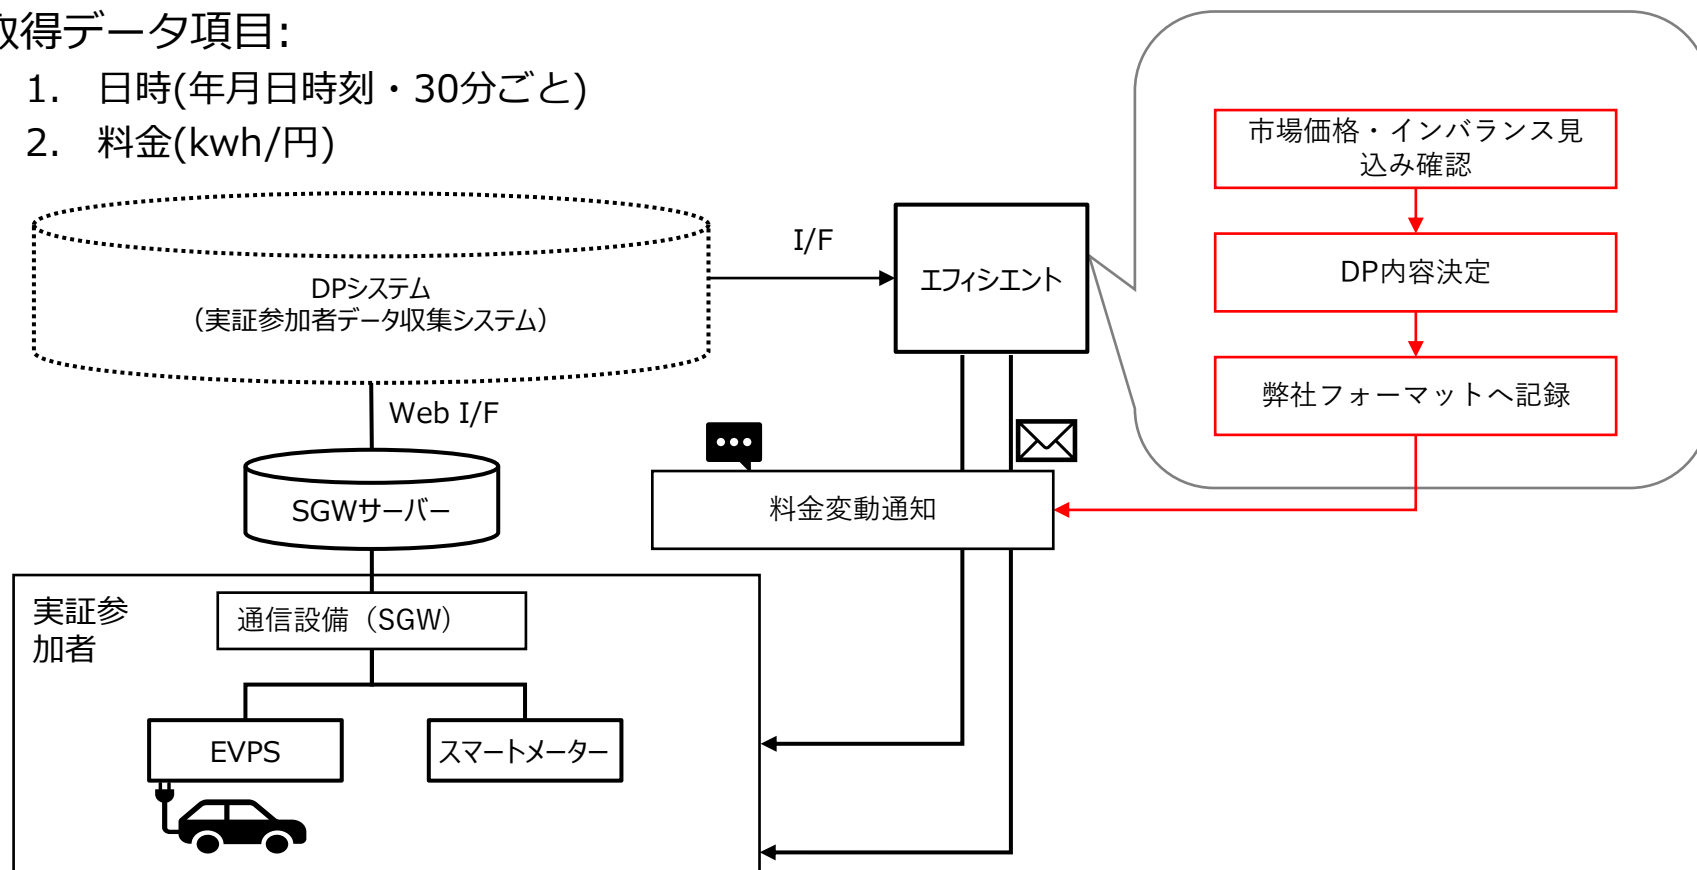 取得データ項目:
1. 日時(年月日時刻・30分ごと)
2. 料金(kwh/円)
市場価格・インバランス見
込み確認
DP内容決定
弊社フォーマットへ記録
I/F
エフィシエント
DPシステム
（実証参加者データ収集システム）
Web I/F
SGWサーバー
料金変動通知
実証参
加者
通信設備（SGW）
EVPS
スマートメーター